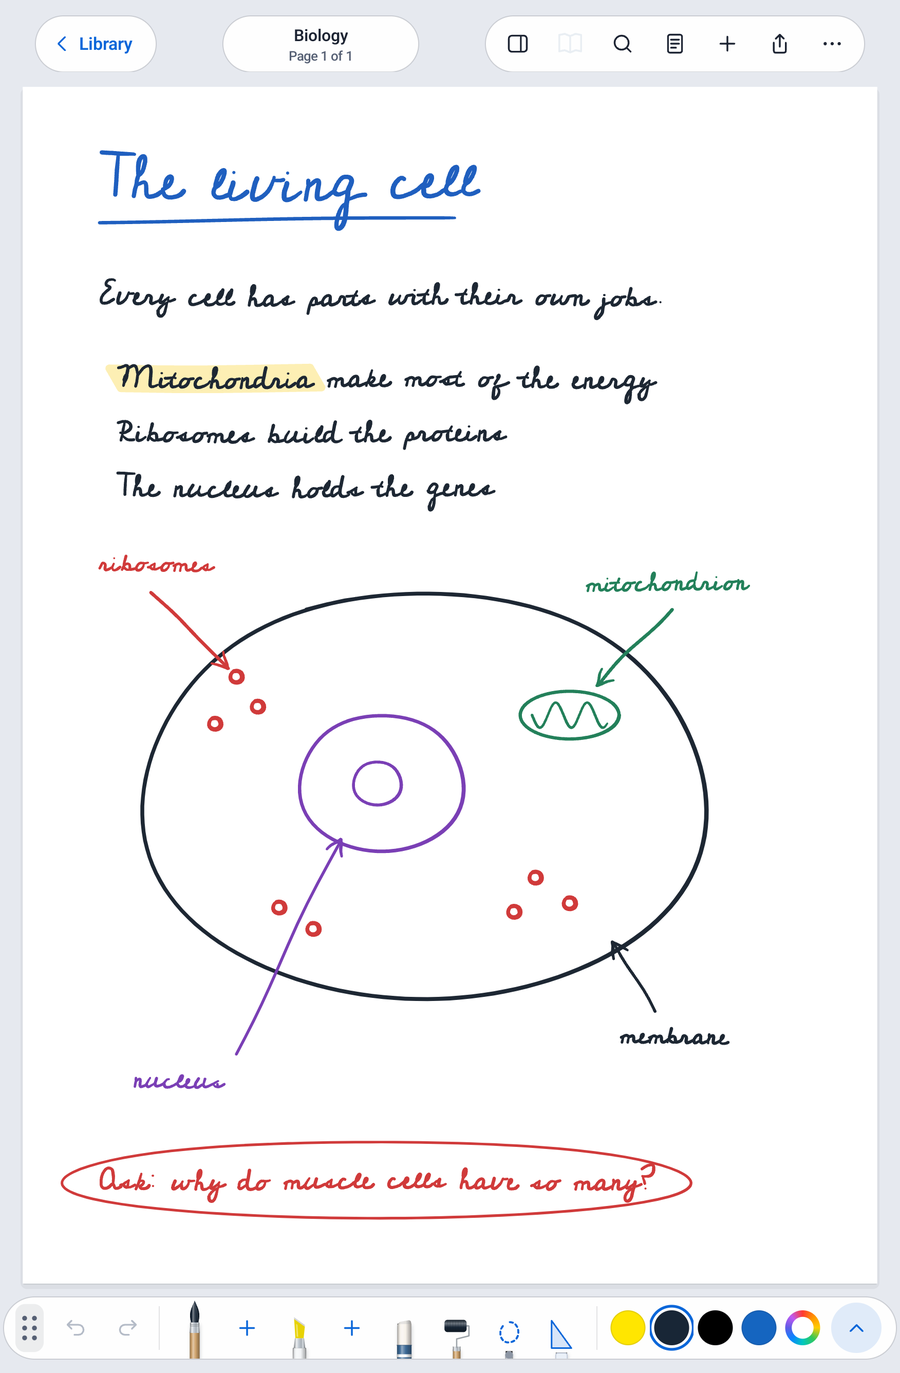 Library
Biology
Page 1 of 1
The living cell
Every cell has parts with their own jobs.
Mitochondria make most of the energy
Ribosomes build the proteins
The nucleus holds the genes
ribosomes
mitochondrion
membrane
nucleus
Ask: why do muscle cells have so many?